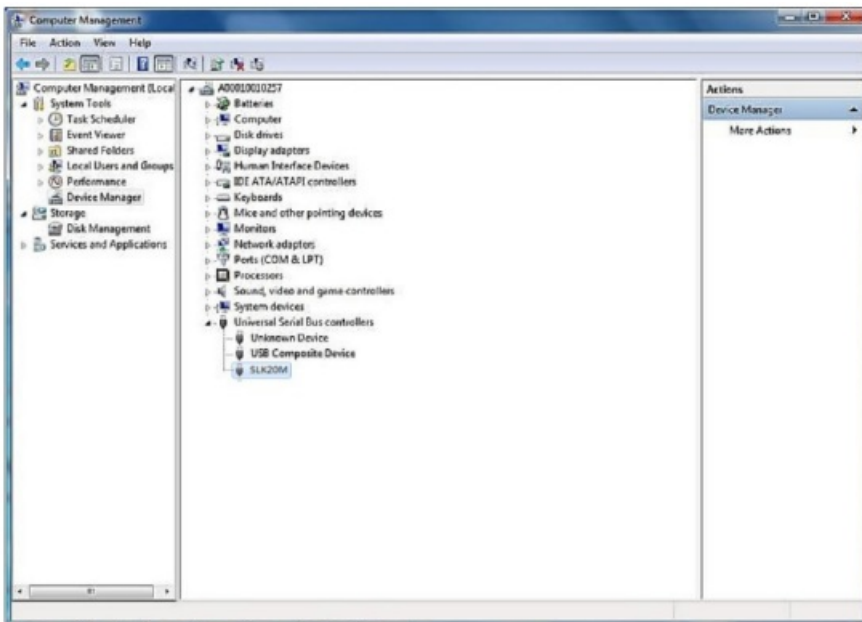 Computer Management
File Action View Help
Computer Management (Local
System Tools
Task Scheduler
Event Viewer
Shared Folders
Local Users and Groups
Performance
Device Manager
Storage
Disk Management
Services and Applications
A00010010257
Batteries
Computer
Disk drives
Display adaptors
Human Interface Devices
IDE ATA/ATAPI controllers
Keyboards
Mice and other pointing devices
Monitors
Network adaptors
Ports (COM & LPT)
Processors
Sound, video and game controllers
System devices
Universal Serial Bus controllers
Unknown Device
USB Composite Device
SLK20M
Actions
Device Manager
More Actions